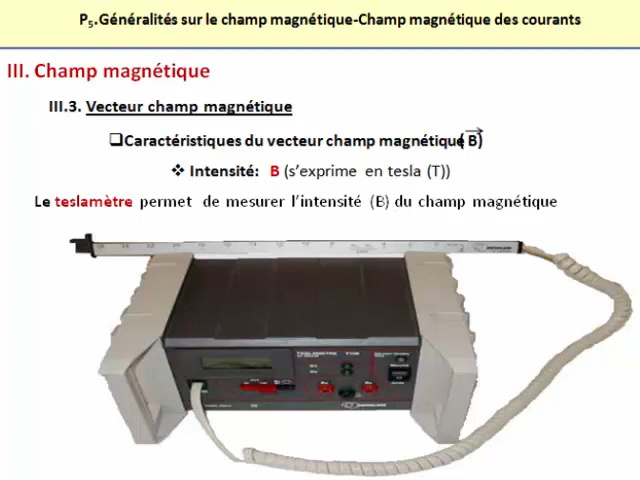 P5.Généralités sur le champ magnétique-Champ magnétique des courants
III. Champ magnétique
III.3. Vecteur champ magnétique
❑Caractéristiques du vecteur champ magnétique( B⃗)
❖ Intensité: B (s'exprime en tesla (T))
Le teslamètre permet de mesurer l'intensité (B) du champ magnétique